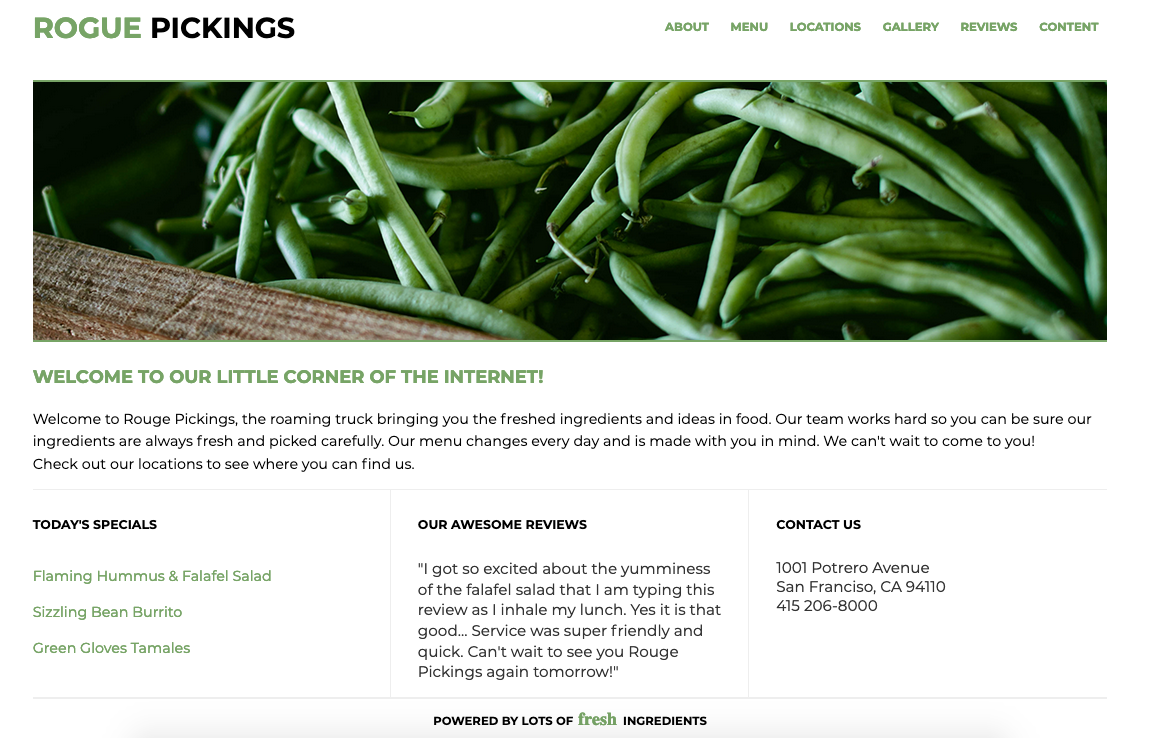 ROGUE PICKINGS
ABOUT MENU LOCATIONS GALLERY REVIEWS CONTENT
WELCOME TO OUR LITTLE CORNER OF THE INTERNET!
Welcome to Rouge Pickings, the roaming truck bringing you the freshed ingredients and ideas in food. Our team works hard so you can be sure our
ingredients are always fresh and picked carefully. Our menu changes every day and is made with you in mind. We can't wait to come to you!
Check out our locations to see where you can find us.
TODAY'S SPECIALS
Flaming Hummus & Falafel Salad
Sizzling Bean Burrito
Green Gloves Tamales
OUR AWESOME REVIEWS
"I got so excited about the yumminess
of the falafel salad that I am typing this
review as I inhale my lunch. Yes it is that
good... Service was super friendly and
quick. Can't wait to see you Rouge
Pickings again tomorrow!"
CONTACT US
1001 Potrero Avenue
San Franciso, CA 94110
415 206-8000
POWERED BY LOTS OF fresh INGREDIENTS